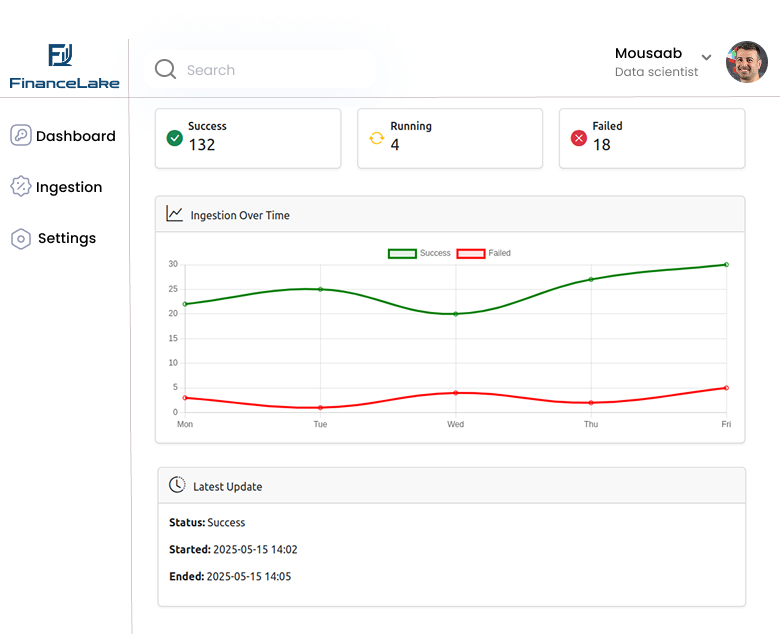 FinanceLake
Search
Mousaab
Data scientist
Dashboard
Ingestion
Settings
Success
132
Running
4
Failed
18
Ingestion Over Time
Success Failed
30
25
20
15
10
5
0
Mon Tue Wed Thu Fri
Latest Update
Status: Success
Started: 2025-05-15 14:02
Ended: 2025-05-15 14:05